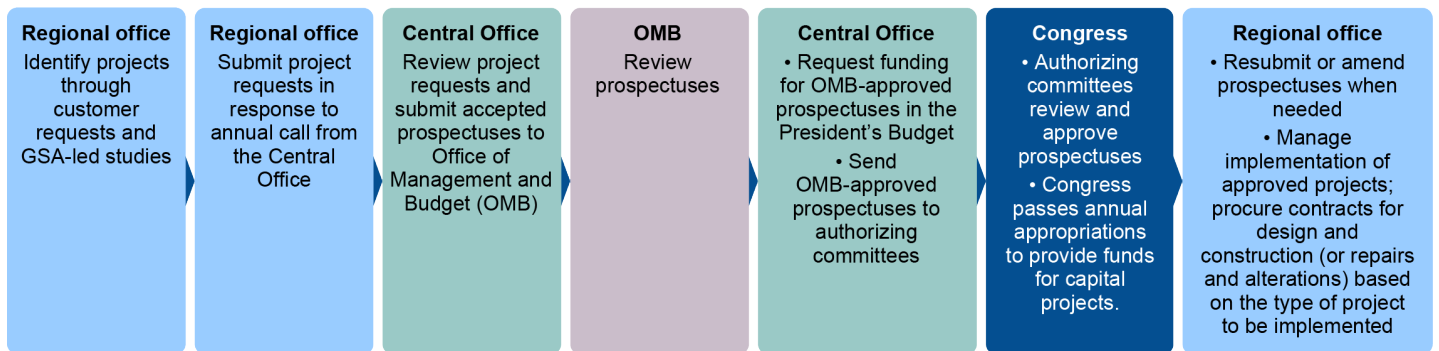 Regional office
Identify projects
through
customer
requests and
GSA-led studies
Regional office
Submit project
requests in
response to
annual call from
the Central
Office
Central Office
Review project
requests and
submit accepted
prospectuses to
Office of
Management and
Budget (OMB)
OMB
Review
prospectuses
Central Office
• Request funding
for OMB-approved
prospectuses in the
President’s Budget
• Send
OMB-approved
prospectuses to
authorizing
committees
Congress
• Authorizing
committees
review and
approve
prospectuses
• Congress
passes annual
appropriations
to provide funds
for capital
projects.
Regional office
• Resubmit or amend
prospectuses when
needed
• Manage
implementation of
approved projects;
procure contracts for
design and
construction (or repairs
and alterations) based
on the type of project
to be implemented